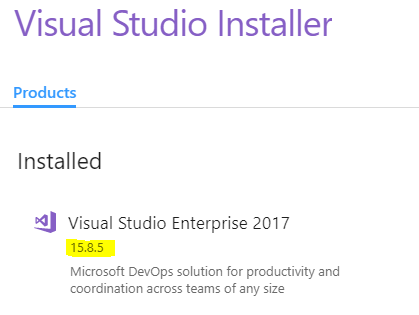 Visual Studio Installer
Products
Installed
Visual Studio Enterprise 2017
15.8.5
Microsoft DevOps solution for productivity and
coordination across teams of any size